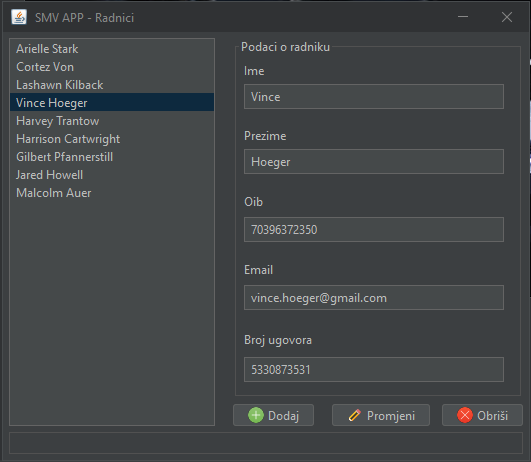 SMV APP - Radnici
Arielle Stark
Cortez Von
Lashawn Kilback
Vince Hoeger
Harvey Trantow
Harrison Cartwright
Gilbert Pfannerstill
Jared Howell
Malcolm Auer
Podaci o radniku
Ime
Vince
Prezime
Hoeger
Oib
70396372350
Email
vince.hoeger@gmail.com
Broj ugovora
5330873531
Dodaj
Promjeni
Obriši